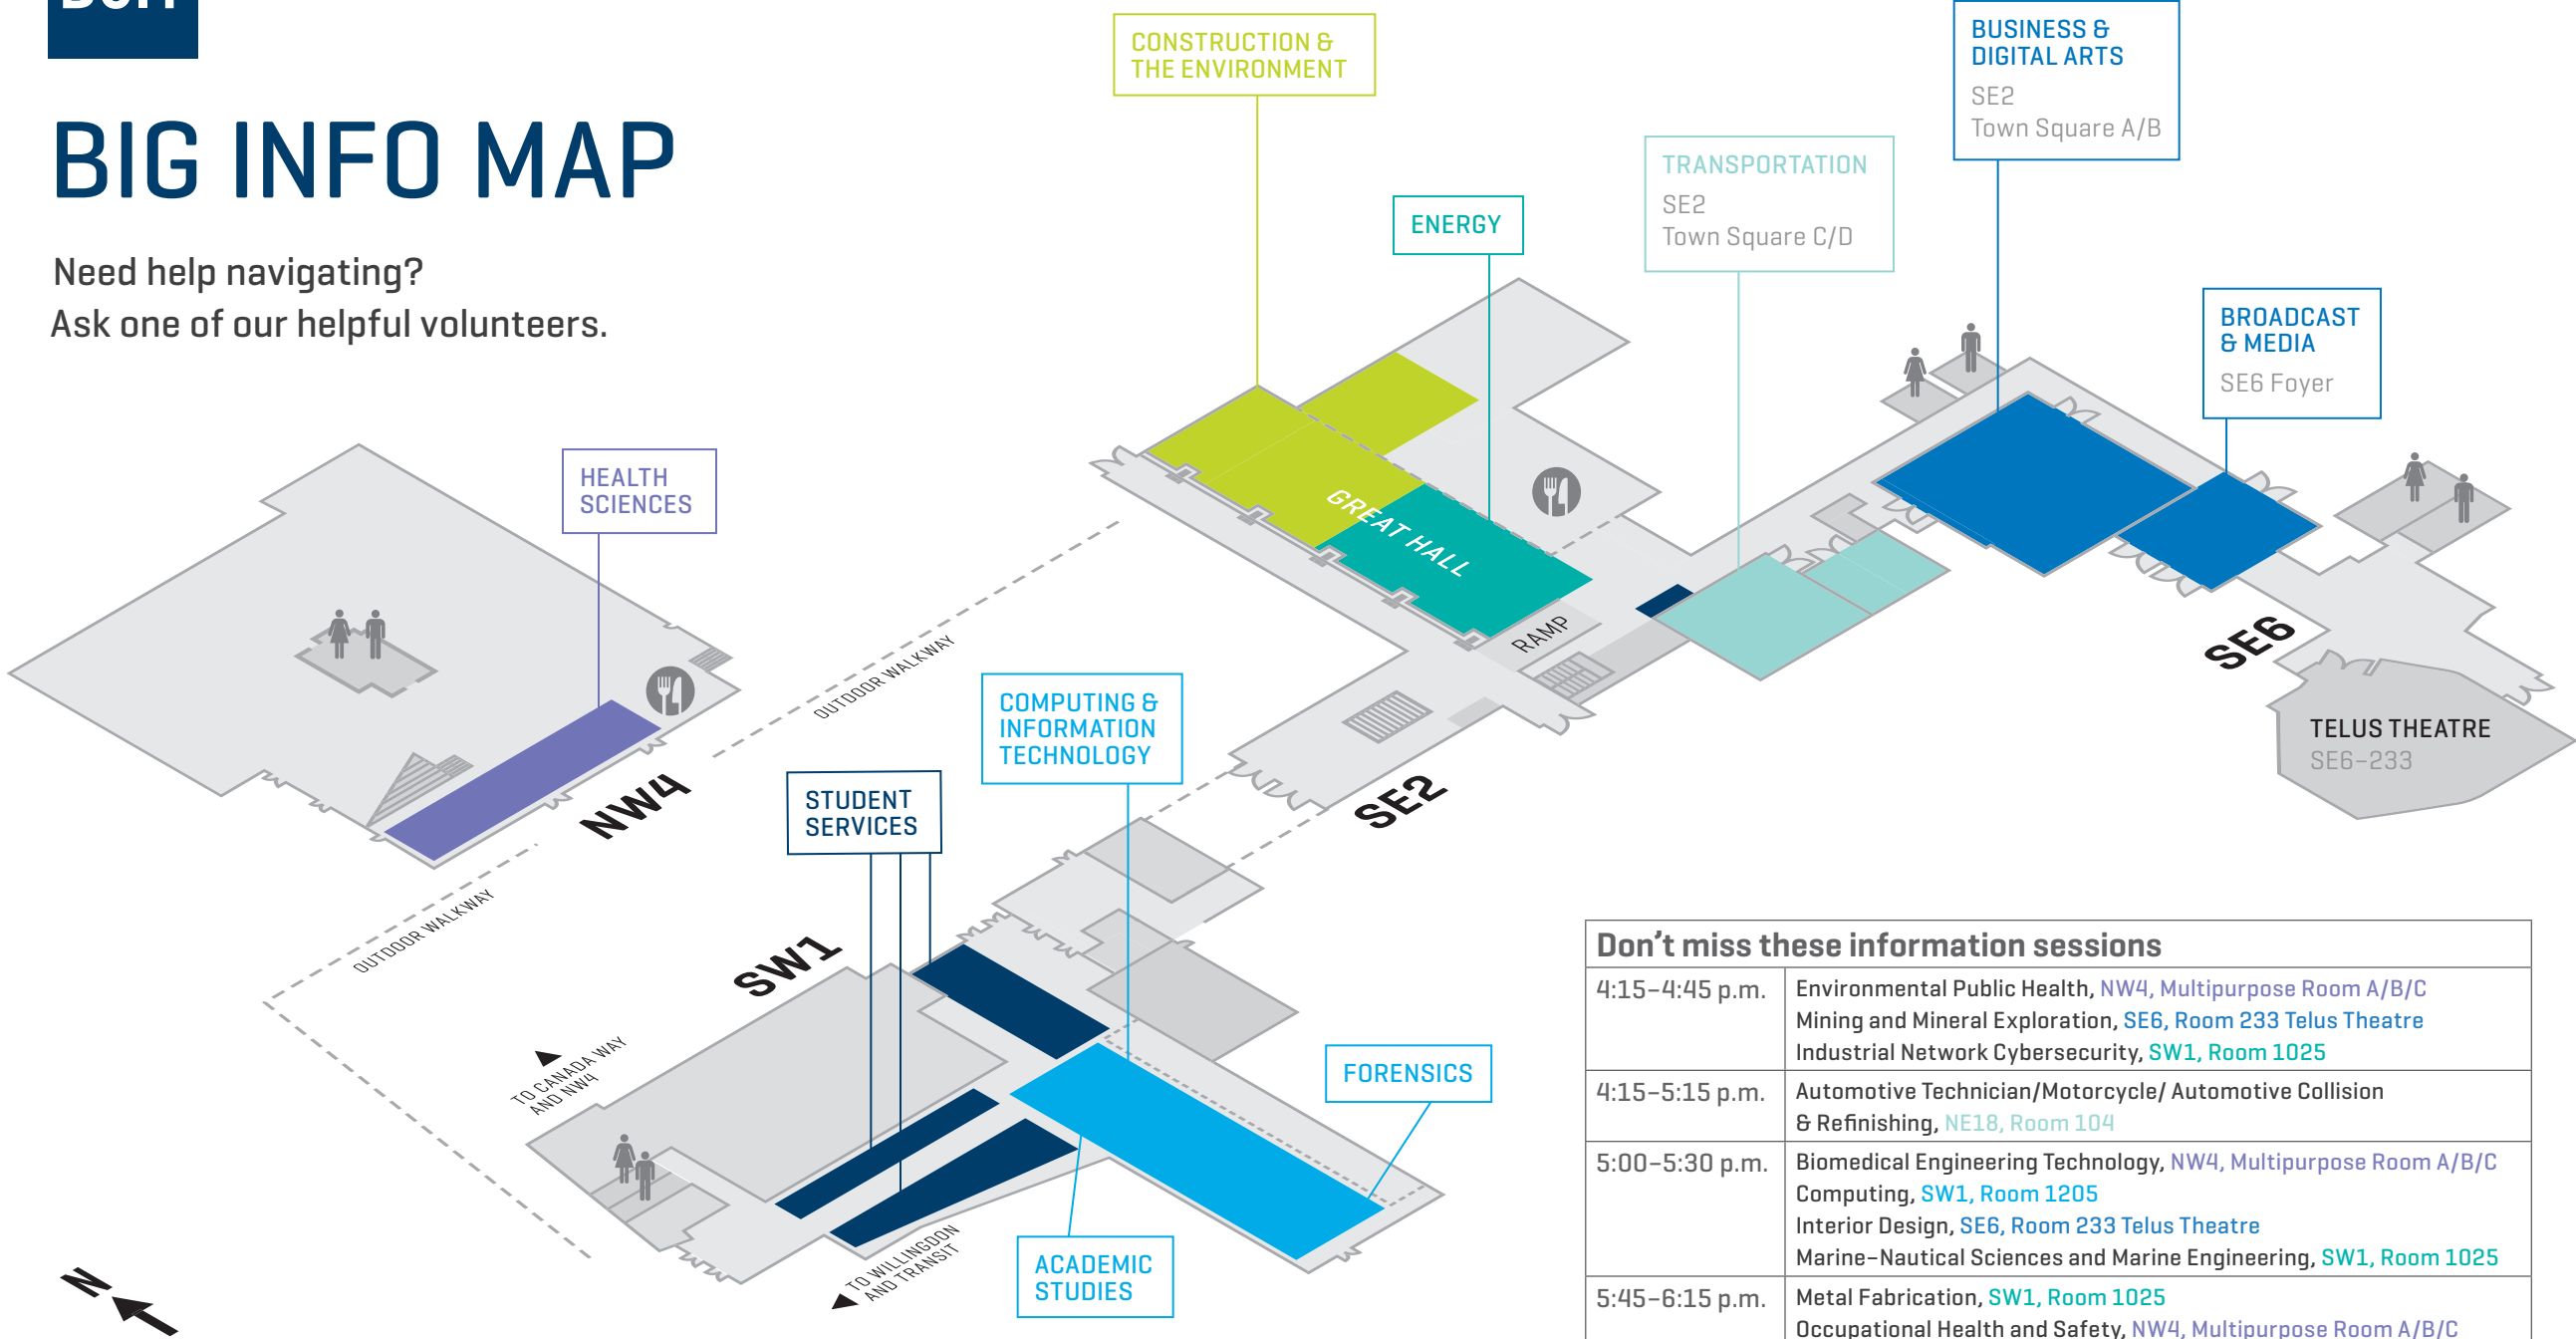 BIG INFO MAP
Need help navigating?
Ask one of our helpful volunteers.
CONSTRUCTION &
THE ENVIRONMENT
ENERGY
TRANSPORTATION
SE2
Town Square C/D
BUSINESS &
DIGITAL ARTS
SE2
Town Square A/B
BROADCAST
& MEDIA
SE6 Foyer
HEALTH
SCIENCES
GREAT HALL
RAMP
OUTDOOR WALKWAY
SE6
TELUS THEATRE
SE6–233
COMPUTING &
INFORMATION
TECHNOLOGY
NW4
SE2
STUDENT
SERVICES
OUTDOOR WALKWAY
SW1
TO CANADA WAY
AND NW4
FORENSICS
ACADEMIC
STUDIES
TO WILLINGDON
AND TRANSIT
N
Don't miss these information sessions
4:15–4:45 p.m.
Environmental Public Health, NW4, Multipurpose Room A/B/C
Mining and Mineral Exploration, SE6, Room 233 Telus Theatre
Industrial Network Cybersecurity, SW1, Room 1025
4:15–5:15 p.m.
Automotive Technician/Motorcycle/ Automotive Collision
& Refinishing, NE18, Room 104
5:00–5:30 p.m.
Biomedical Engineering Technology, NW4, Multipurpose Room A/B/C
Computing, SW1, Room 1205
Interior Design, SE6, Room 233 Telus Theatre
Marine–Nautical Sciences and Marine Engineering, SW1, Room 1025
5:45–6:15 p.m.
Metal Fabrication, SW1, Room 1025
Occupational Health and Safety, NW4, Multipurpose Room A/B/C